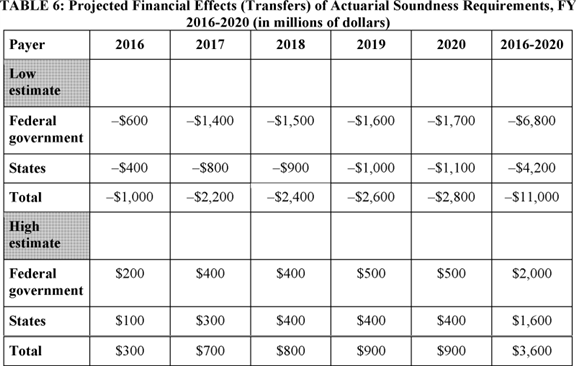 TABLE 6: Projected Financial Effects (Transfers) of Actuarial Soundness Requirements, FY
2016-2020 (in millions of dollars)
Payer 2016 2017 2018 2019 2020 2016-2020
Low
estimate
Federal
government –$600 –$1,400 –$1,500 –$1,600 –$1,700 –$6,800
States –$400 –$800 –$900 –$1,000 –$1,100 –$4,200
Total –$1,000 –$2,200 –$2,400 –$2,600 –$2,800 –$11,000
High
estimate
Federal
government $200 $400 $400 $500 $500 $2,000
States $100 $300 $400 $400 $400 $1,600
Total $300 $700 $800 $900 $900 $3,600